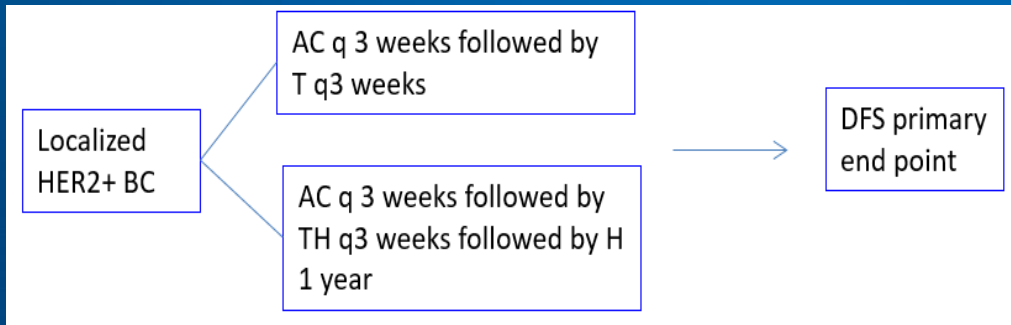 Localized
HER2+ BC
AC q 3 weeks followed by
T q3 weeks
AC q 3 weeks followed by
TH q3 weeks followed by H
1 year
DFS primary
end point